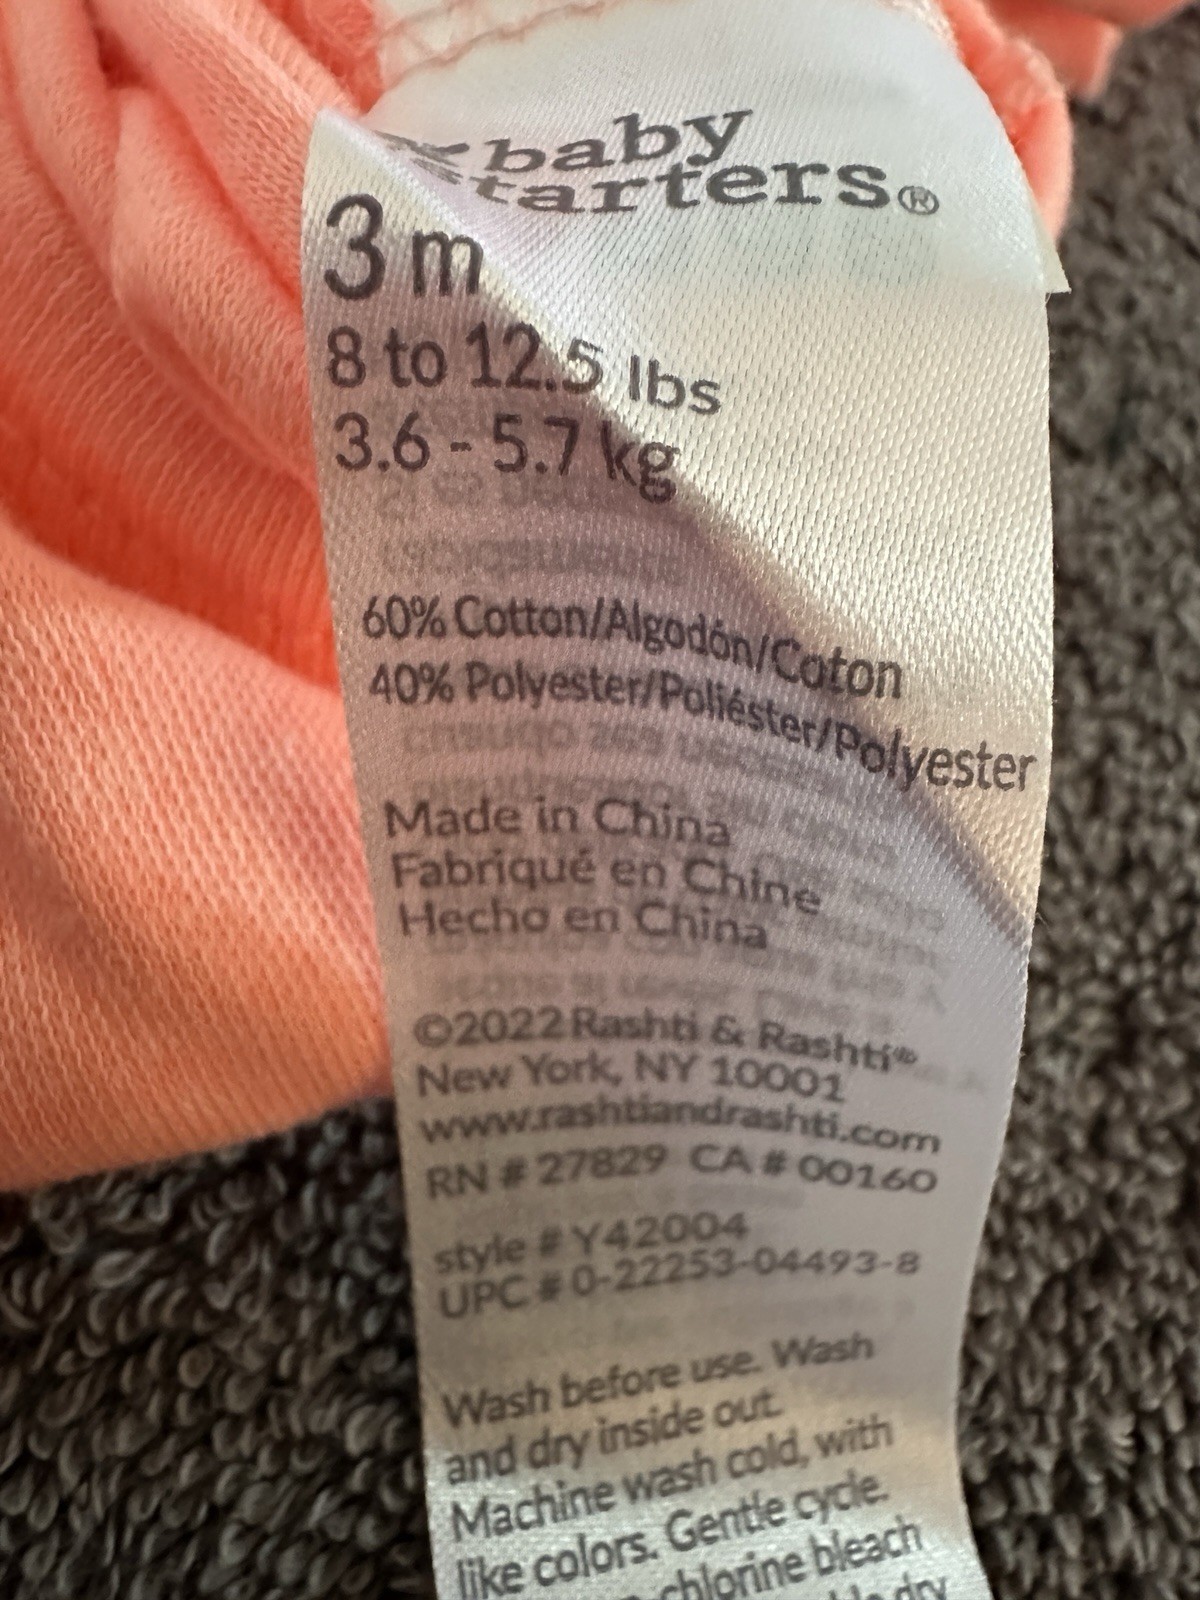 baby
starters®
3 m
8 to 12.5 lbs
3.6 - 5.7 kg
60% Cotton/Algodón/Coton
40% Polyester/Poliéster/Polyester
Made in China
Fabriqué en Chine
Hecho en China
©2022 Rashti & Rashti®
New York, NY 10001
www.rashtiandrashti.com
RN # 27829 CA # 00160
style # Y42004
UPC # 0-22253-04493-8
Wash before use. Wash
and dry inside out.
Machine wash cold, with
like colors. Gentle cycle.
chlorine bleach
dry